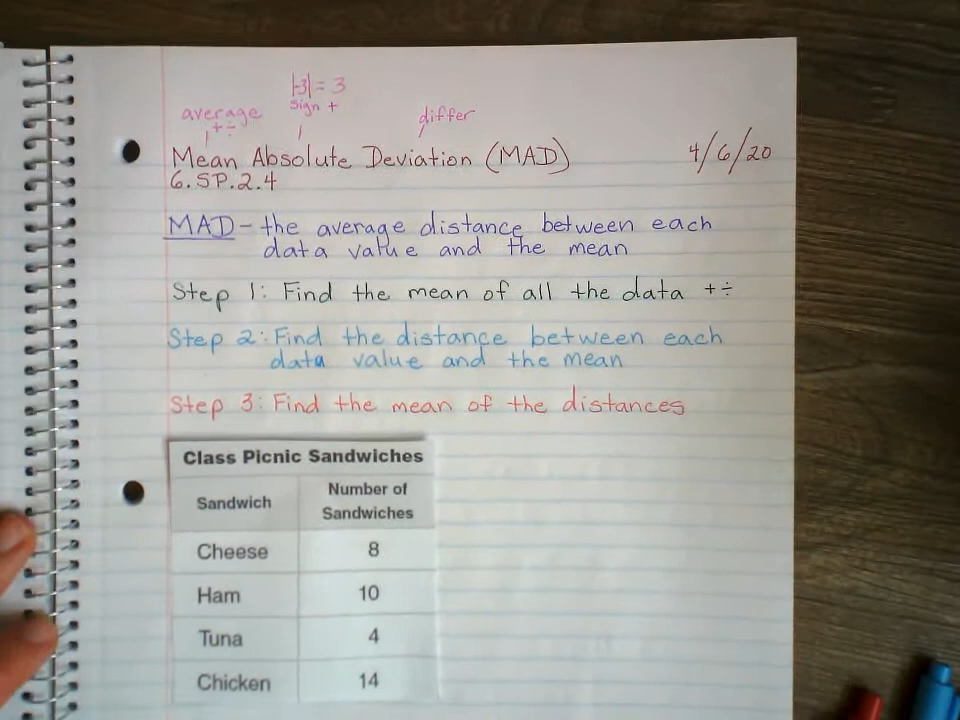 |-3| = 3
sign +
average
+ ÷
differ
Mean Absolute Deviation (MAD) 4/6/20
6.SP.2.4
MAD - the average distance between each
data value and the mean
Step 1: Find the mean of all the data + ÷
Step 2: Find the distance between each
data value and the mean
Step 3: Find the mean of the distances
Class Picnic Sandwiches
Sandwich Number of
Sandwiches
Cheese 8
Ham 10
Tuna 4
Chicken 14